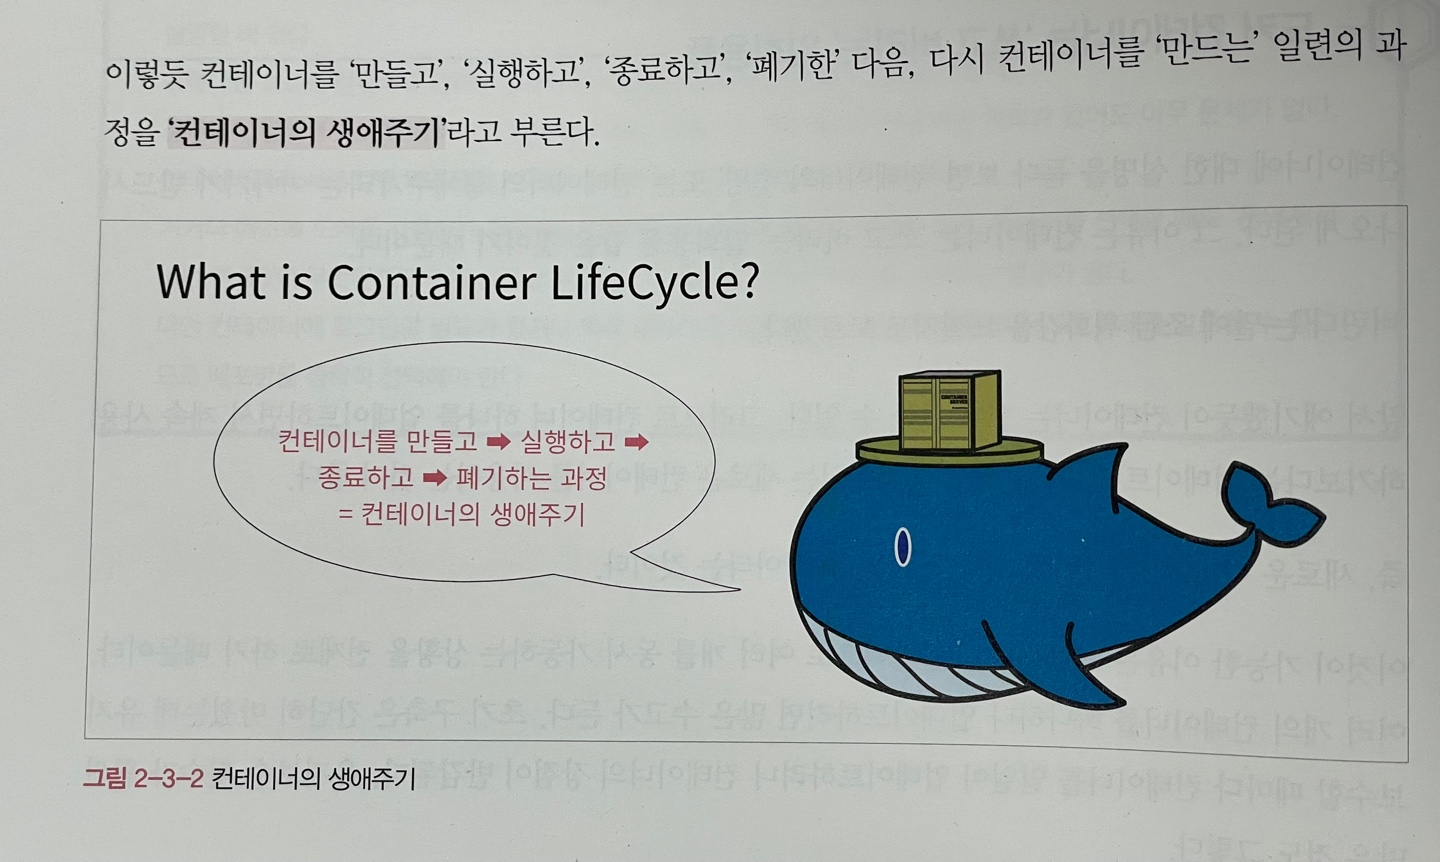 이렇듯 컨테이너를 ‘만들고’, ‘실행하고’, ‘종료하고’, ‘폐기한’ 다음, 다시 컨테이너를 ‘만드는’ 일련의 과
정을 ‘컨테이너의 생애주기’라고 부른다.
What is Container LifeCycle?
컨테이너를 만들고 ➡ 실행하고 ➡
종료하고 ➡ 폐기하는 과정
= 컨테이너의 생애주기
CONTAINER
SERVER
그림 2-3-2 컨테이너의 생애주기